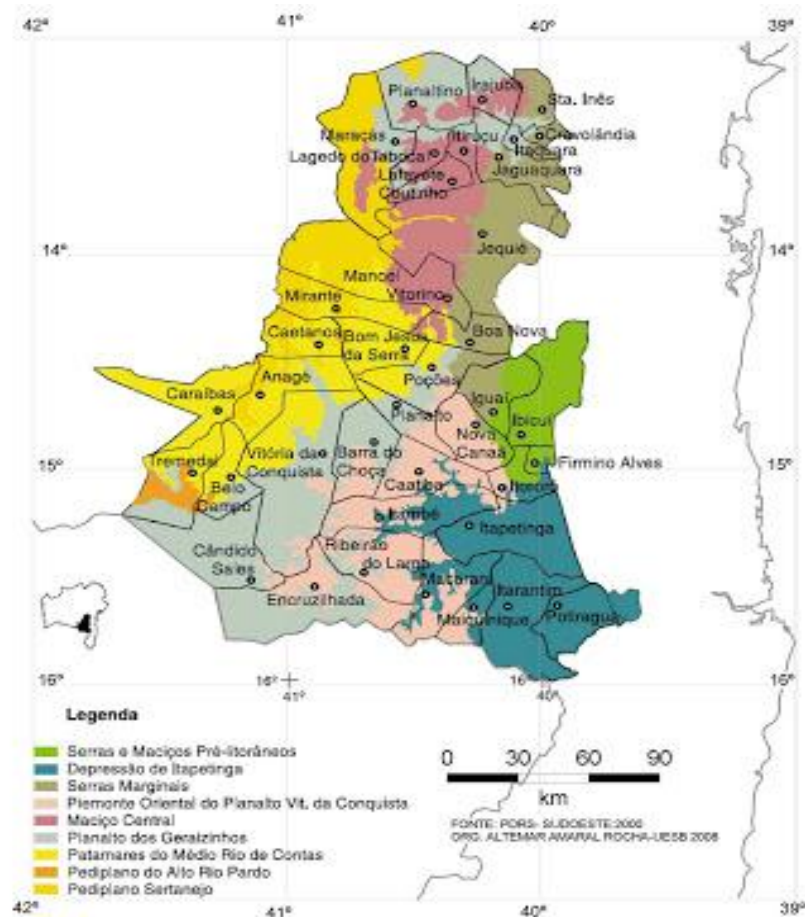 42° 41° 40° 39°
Planaltino
Irajuba
Sta. Inês
Maracás
Itiruçu
Cravolândia
Lagedo do Tabocal
Itaquara
Lafayete Coutinho
Jaguaquara
14° 14°
Jequié
Manoel Vitorino
Mirante
Caetanos
Bom Jesus da Serra
Boa Nova
Caraíbas
Anagé
Poções
Iguaí
Planalto
Ibicuí
Nova Canaã
15° 15°
Tremedal
Vitória da Conquista
Barra do Choça
Firmino Alves
Belo Campo
Caatiba
Itororó
Itambé
Itapetinga
Cândido Sales
Ribeirão do Largo
Macarani
Itarantim
Encruzilhada
Maiquinique
Potiraguá
16° 16° 16° 16°
41° 40°
Legenda
Serras e Maciços Pré-litorâneos
Depressão de Itapetinga
Serras Marginais
Piemonte Oriental do Planalto Vit. da Conquista
Maciço Central
Planalto dos Geraizinhos
Patamares do Médio Rio de Contas
Pediplano do Alto Rio Pardo
Pediplano Sertanejo
0 30 60 90
km
FONTE: PDRS- SUDOESTE:2000
ORG. ALTEMAR AMARAL ROCHA-UESB 2008
42° 41° 40° 39°